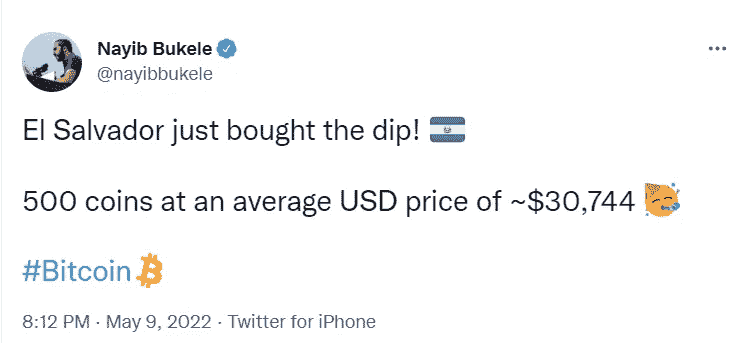 Nayib Bukele
@nayibbukele
El Salvador just bought the dip! 🇸🇻
500 coins at an average USD price of ~$30,744 🥳
#Bitcoin
8:12 PM · May 9, 2022 · Twitter for iPhone